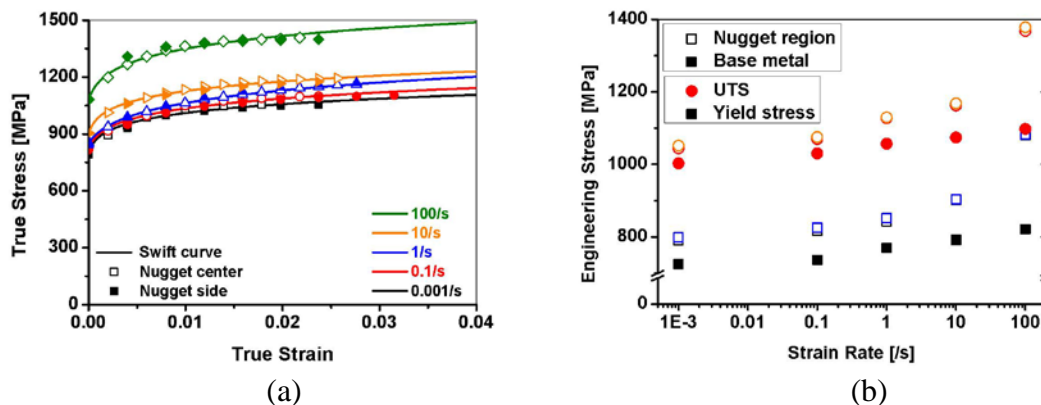 True Stress [MPa]
1500
1200
900
600
300
0
Swift curve
Nugget center
Nugget side
100/s
10/s
1/s
0.1/s
0.001/s
0.00
0.01
0.02
0.03
0.04
True Strain
(a)
Engineering Stress [MPa]
1400
1200
1000
800
0
Nugget region
Base metal
UTS
Yield stress
1E-3
0.01
0.1
1
10
100
Strain Rate [/s]
(b)